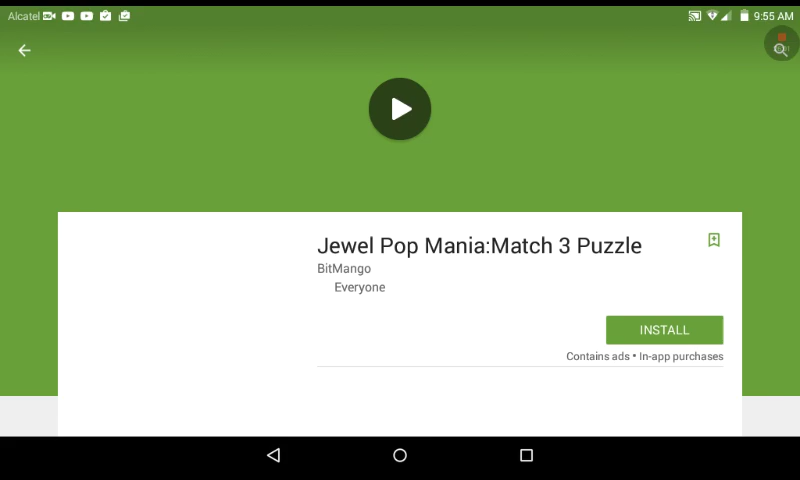 Alcatel
9:55 AM
Jewel Pop Mania:Match 3 Puzzle
BitMango
Everyone
INSTALL
Contains ads • In-app purchases